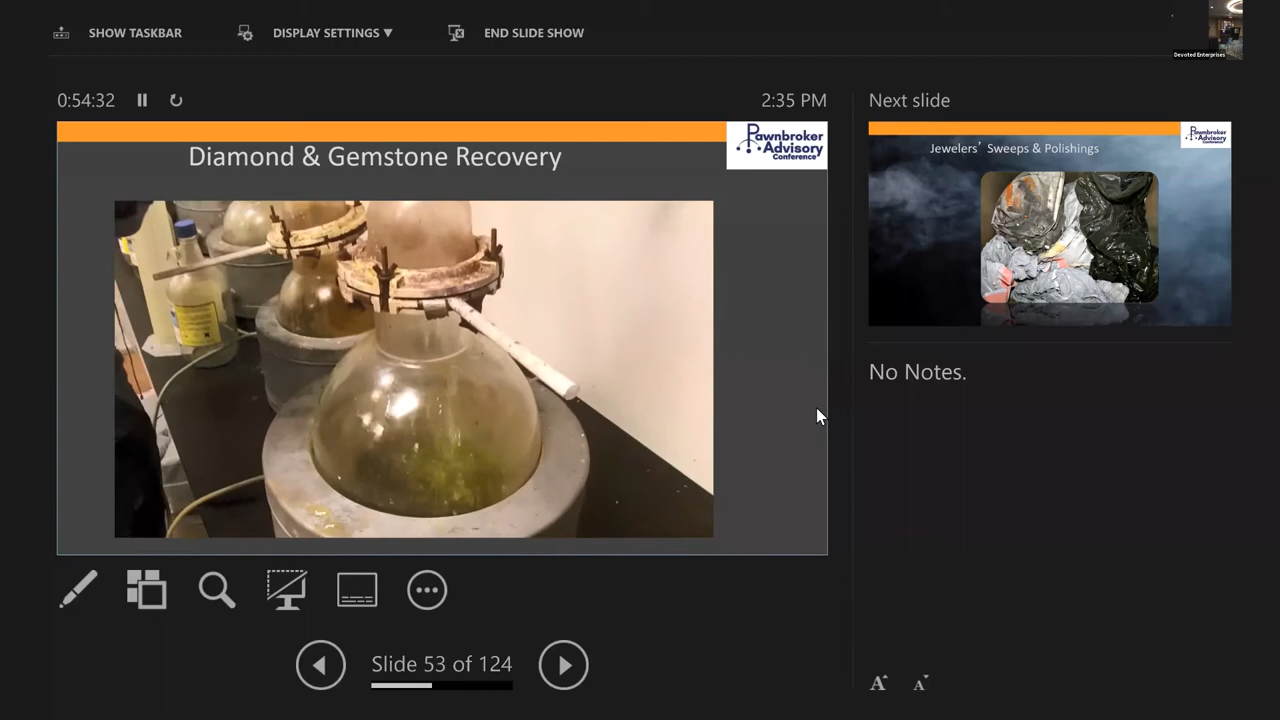 SHOW TASKBAR
DISPLAY SETTINGS ▼
END SLIDE SHOW
Devoted Enterprises
0:54:32
2:35 PM
Next slide
Diamond & Gemstone Recovery
Pawnbroker
Advisory
Conference
Jewelers' Sweeps & Polishings
Pawnbroker
Advisory
Conference
No Notes.
Slide 53 of 124
A A